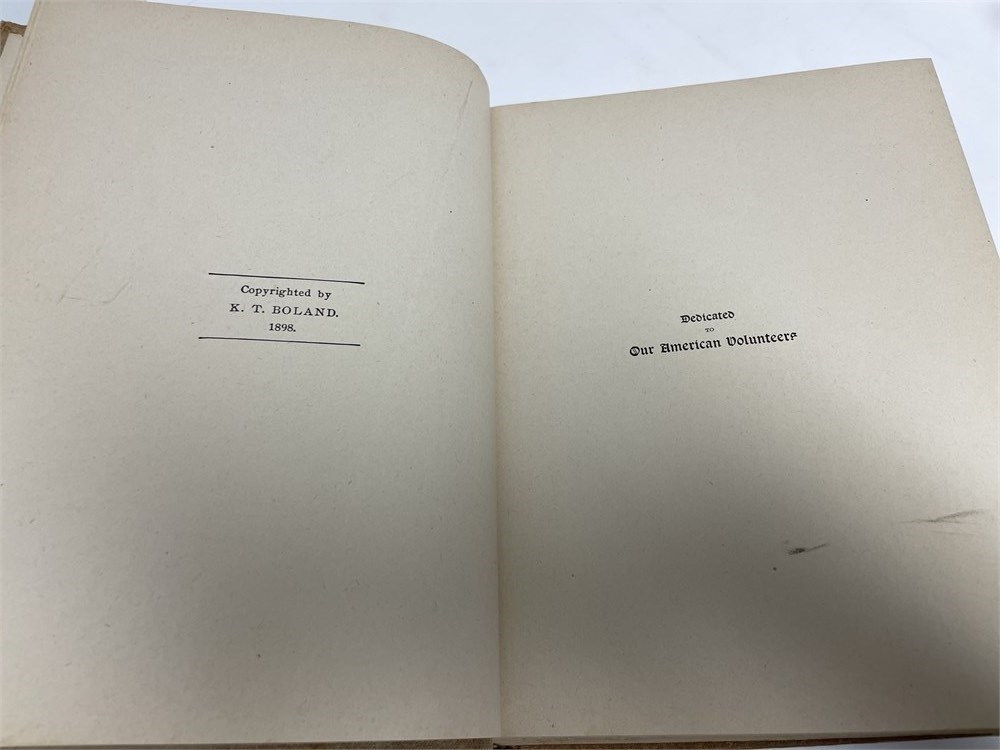 Copyrighted by
K. T. BOLAND.
1898.
Dedicated
TO
Our American Volunteers